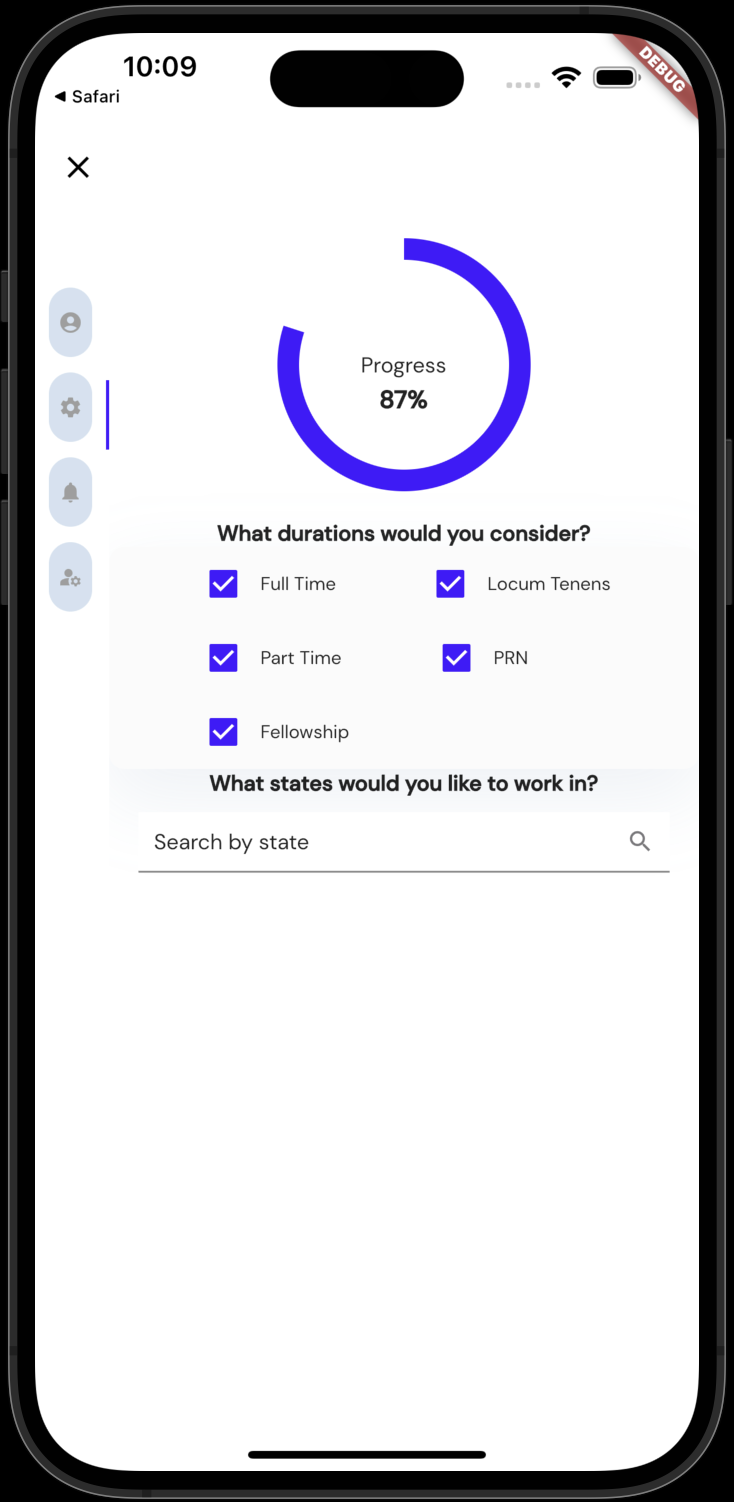 10:09
DEBUG
◀ Safari
Progress
87%
What durations would you consider?
Full Time
Locum Tenens
Part Time
PRN
Fellowship
What states would you like to work in?
Search by state